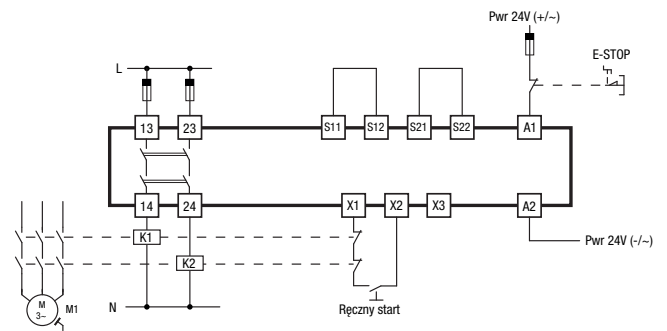 Pwr 24V (+/~)
E-STOP
L
13
23
S11
S12
S21
S22
A1
14
24
X1
X2
X3
A2
K1
K2
Pwr 24V (-/~)
M
3~
M1
N
Ręczny start